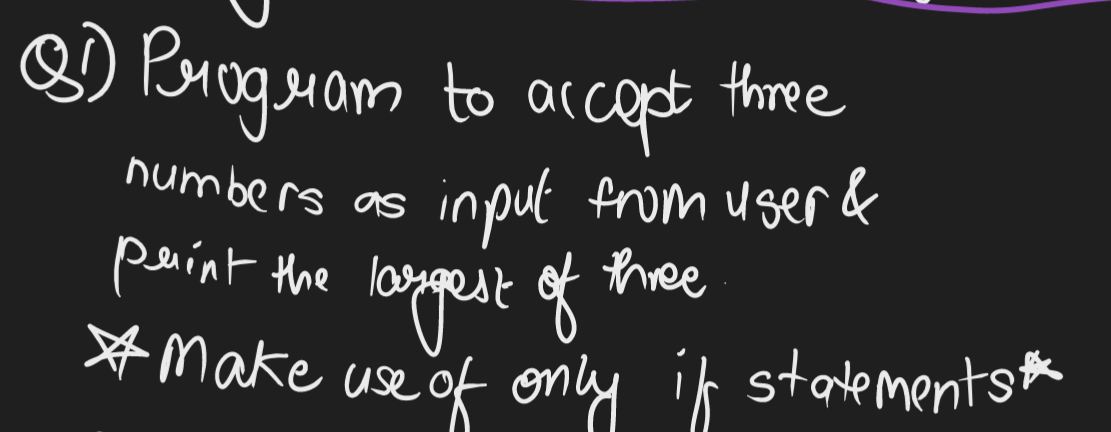 Q1) Program to accept three
numbers as input from user &
print the largest of three.
☆ Make use of only if statements☆